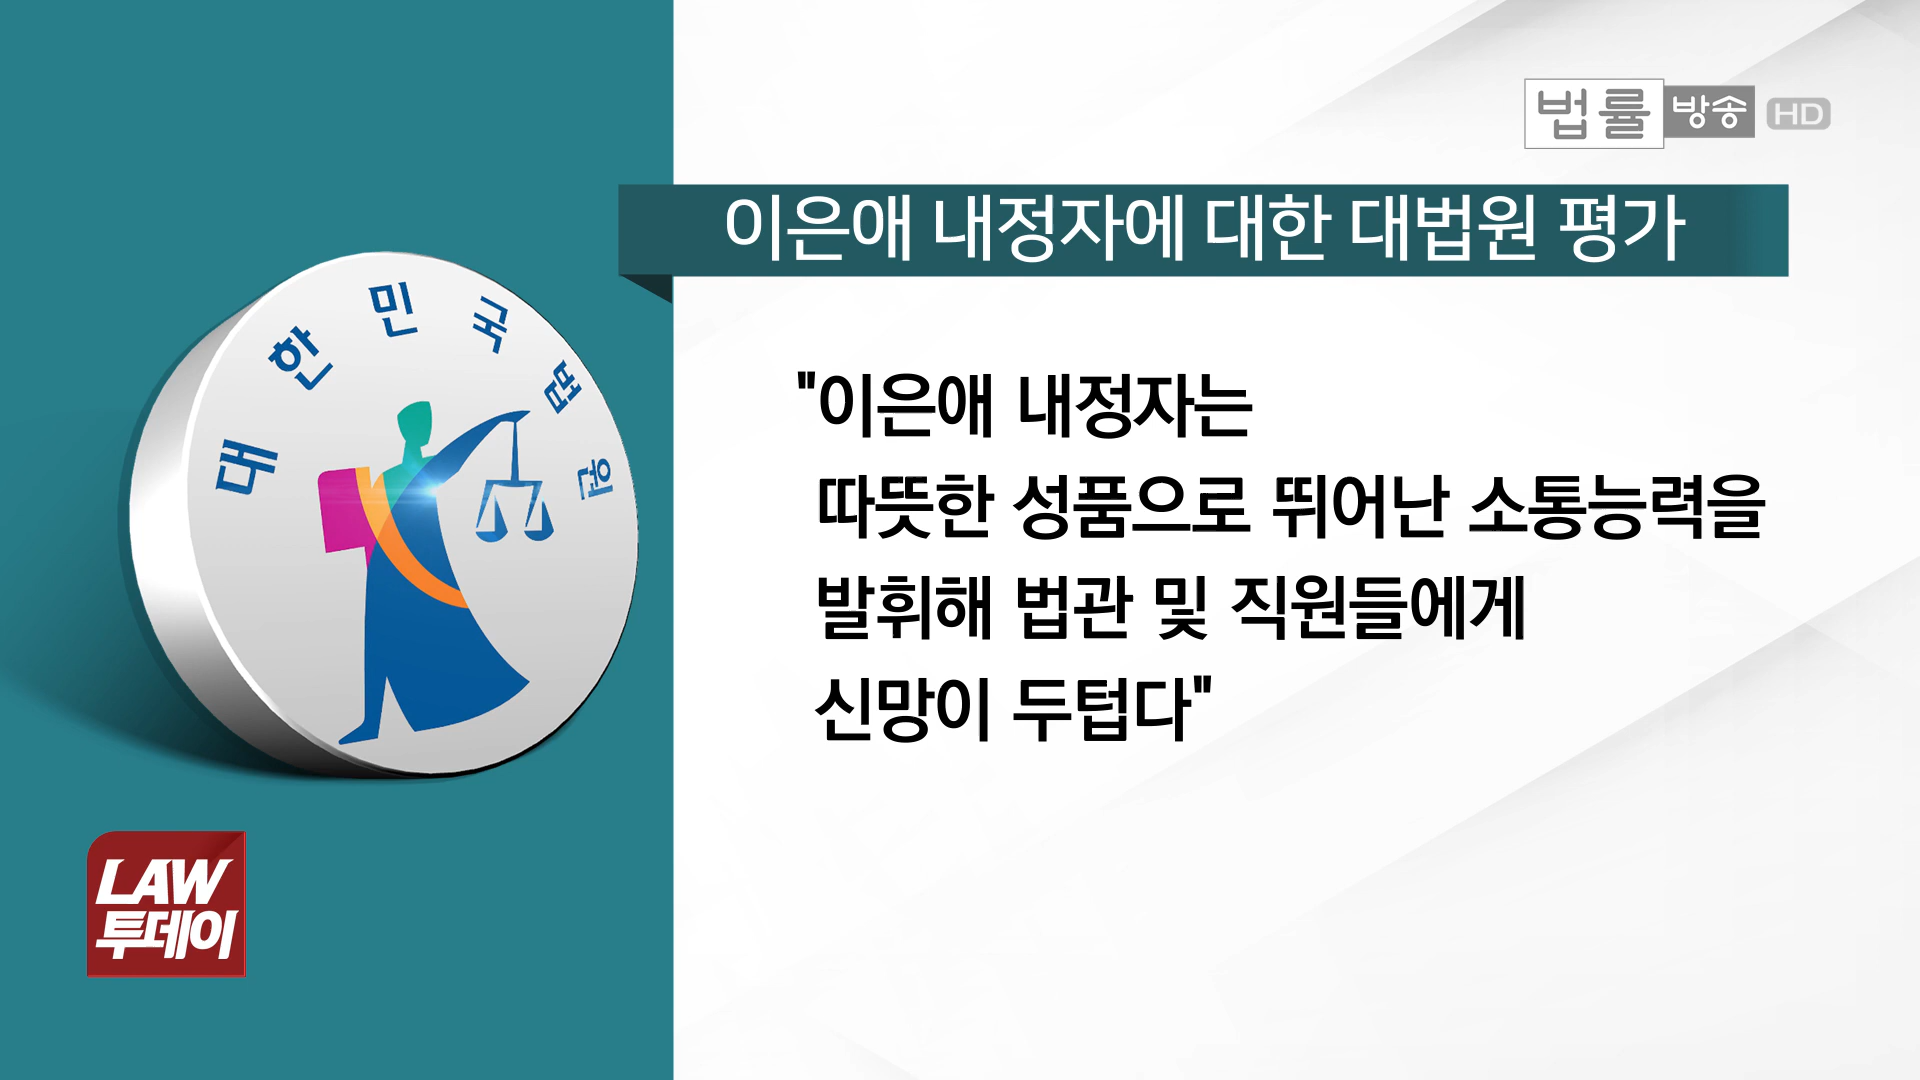 법률방송 HD
이은애 내정자에 대한 대법원 평가
대한민국법원
"이은애 내정자는
따뜻한 성품으로 뛰어난 소통능력을
발휘해 법관 및 직원들에게
신망이 두텁다"
LAW
투데이